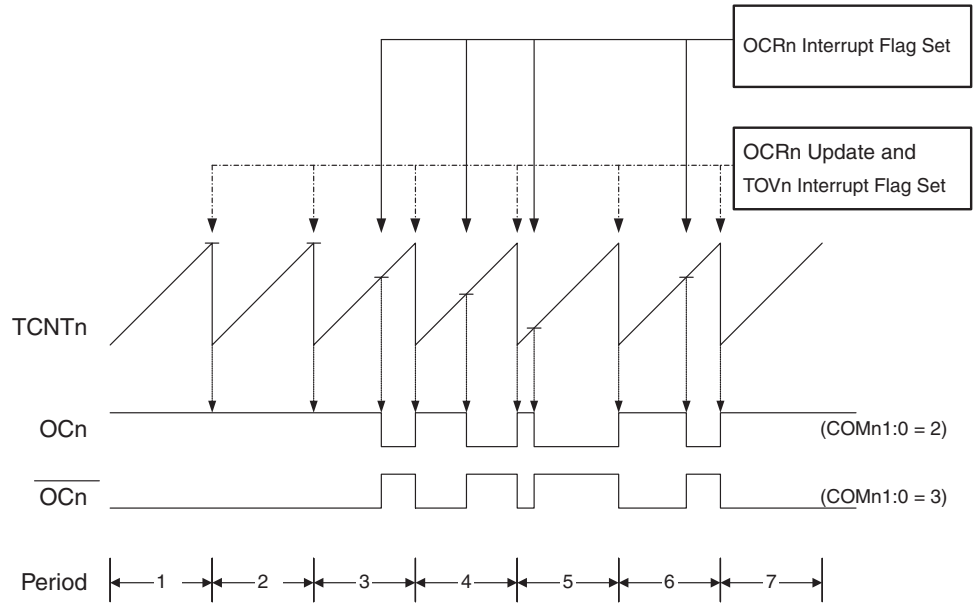 OCRn Interrupt Flag Set
OCRn Update and
TOVn Interrupt Flag Set
TCNTn
OCn
(COMn1:0 = 2)
OCn
(COMn1:0 = 3)
Period
1
2
3
4
5
6
7